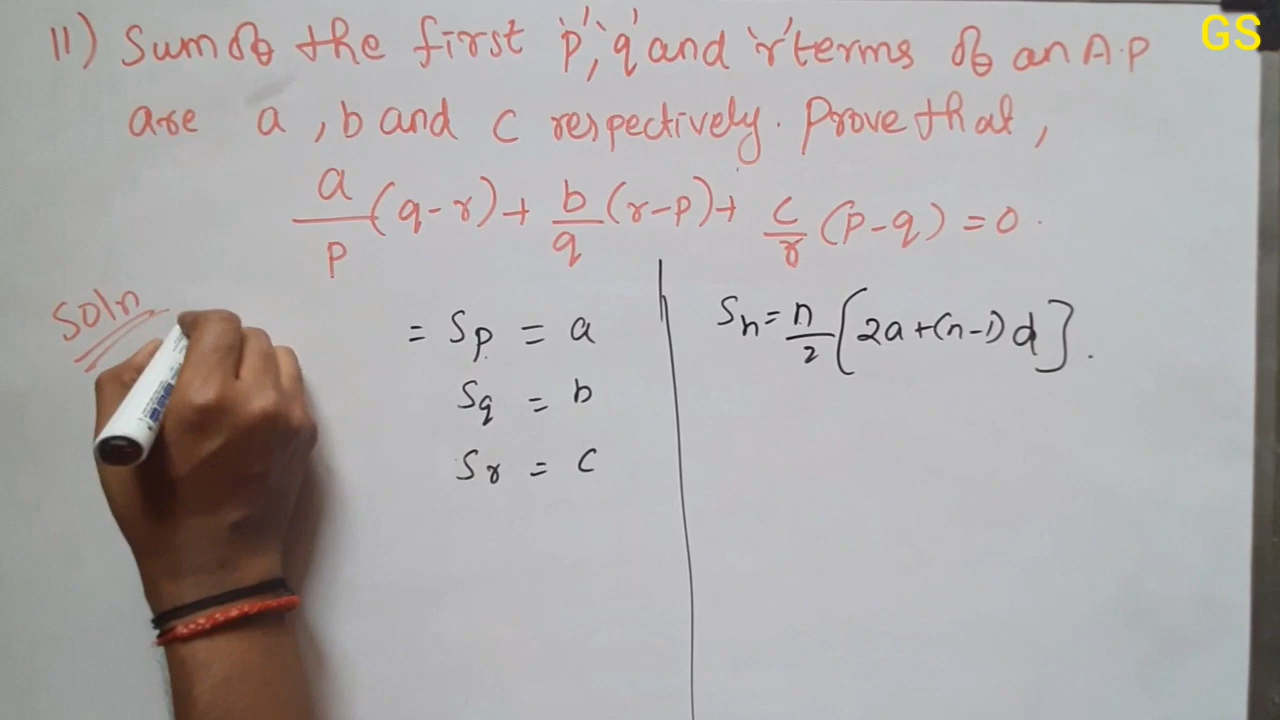 GS
11) Sum of the first 'p', 'q' and 'r' terms of an A.P
are a, b and c respectively. Prove that,
a/p (q-r) + b/q (r-p) + c/r (p-q) = 0.
Soln
= Sp = a
Sq = b
Sr = c
Sn = n/2 [2a+(n-1)d].